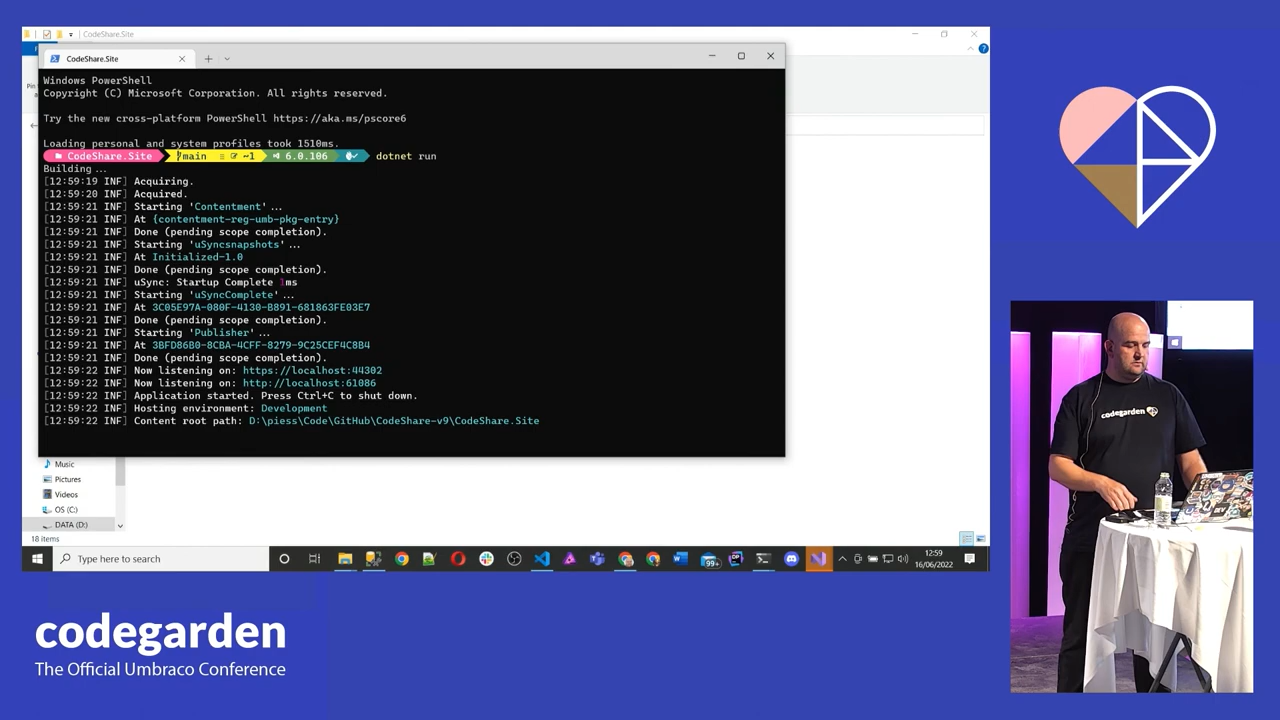 CodeShare.Site
CodeShare.Site
Windows PowerShell
Copyright (C) Microsoft Corporation. All rights reserved.
Try the new cross-platform PowerShell https://aka.ms/pscore6
Loading personal and system profiles took 1510ms.
CodeShare.Site main ≡ ~1 6.0.106 dotnet run
Building...
[12:59:19 INF] Acquiring.
[12:59:20 INF] Acquired.
[12:59:21 INF] Starting 'Contentment'...
[12:59:21 INF] At {contentment-reg-umb-pkg-entry}
[12:59:21 INF] Done (pending scope completion).
[12:59:21 INF] Starting 'uSyncsnapshots'...
[12:59:21 INF] At Initialized-1.0
[12:59:21 INF] Done (pending scope completion).
[12:59:21 INF] uSync: Startup Complete 1ms
[12:59:21 INF] Starting 'uSyncComplete'...
[12:59:21 INF] At 3C05E97A-080F-4130-B891-681863FE03E7
[12:59:21 INF] Done (pending scope completion).
[12:59:21 INF] Starting 'Publisher'...
[12:59:21 INF] At 3BFD86B0-8CBA-4CFF-8279-9C25CEF4C8B4
[12:59:21 INF] Done (pending scope completion).
[12:59:22 INF] Now listening on: https://localhost:44302
[12:59:22 INF] Now listening on: http://localhost:61086
[12:59:22 INF] Application started. Press Ctrl+C to shut down.
[12:59:22 INF] Hosting environment: Development
[12:59:22 INF] Content root path: D:\piess\Code\GitHub\CodeShare-v9\CodeShare.Site
Music
Pictures
Videos
OS (C:)
DATA (D:)
18 items
Type here to search
99+
12:59
16/06/2022
codegarden
DEV
codegarden
The Official Umbraco Conference